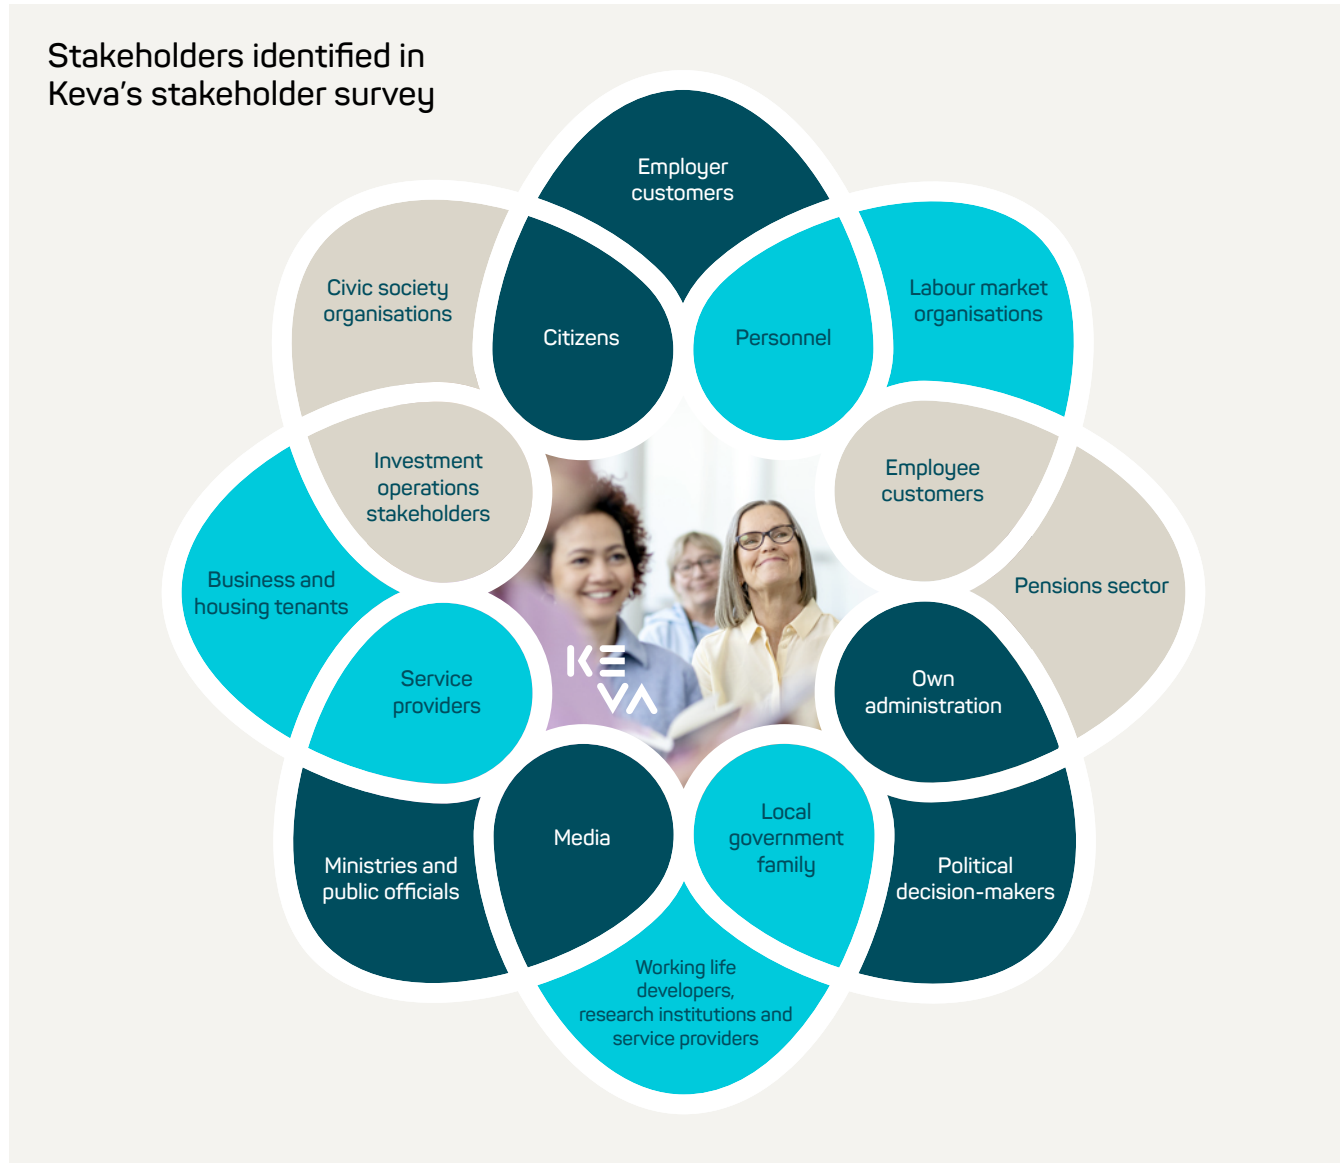 Stakeholders identified in
Keva's stakeholder survey
Employer
customers
Civic society
organisations
Labour market
organisations
Citizens
Personnel
Investment
operations
stakeholders
Employee
customers
Business and
housing tenants
Pensions sector
Service
providers
Own
administration
KE
VA
Local
government
family
Media
Ministries and
public officials
Political
decision-makers
Working life
developers,
research institutions and
service providers